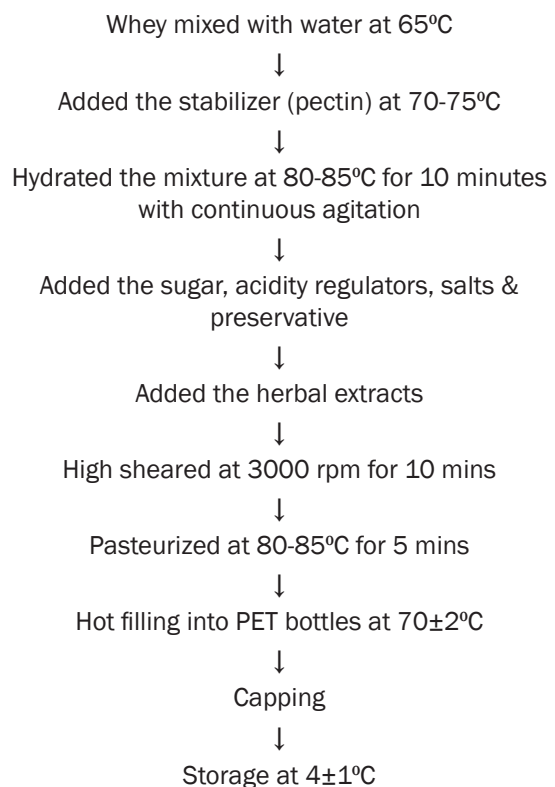 Whey mixed with water at 65ºC
↓
Added the stabilizer (pectin) at 70-75ºC
↓
Hydrated the mixture at 80-85ºC for 10 minutes
with continuous agitation
↓
Added the sugar, acidity regulators, salts &
preservative
↓
Added the herbal extracts
↓
High sheared at 3000 rpm for 10 mins
↓
Pasteurized at 80-85ºC for 5 mins
↓
Hot filling into PET bottles at 70±2ºC
↓
Capping
↓
Storage at 4±1ºC